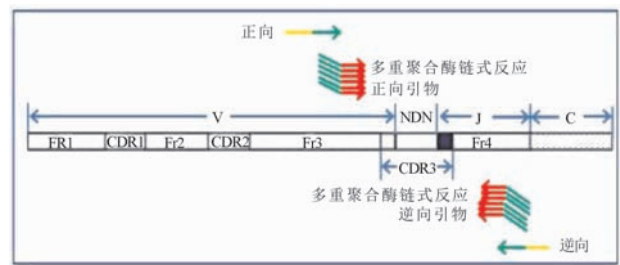 正向
多重聚合酶链式反应
正向引物
V NDN J C
FR1 CDR1 Fr2 CDR2 Fr3 Fr4
CDR3
多重聚合酶链式反应
逆向引物
逆向